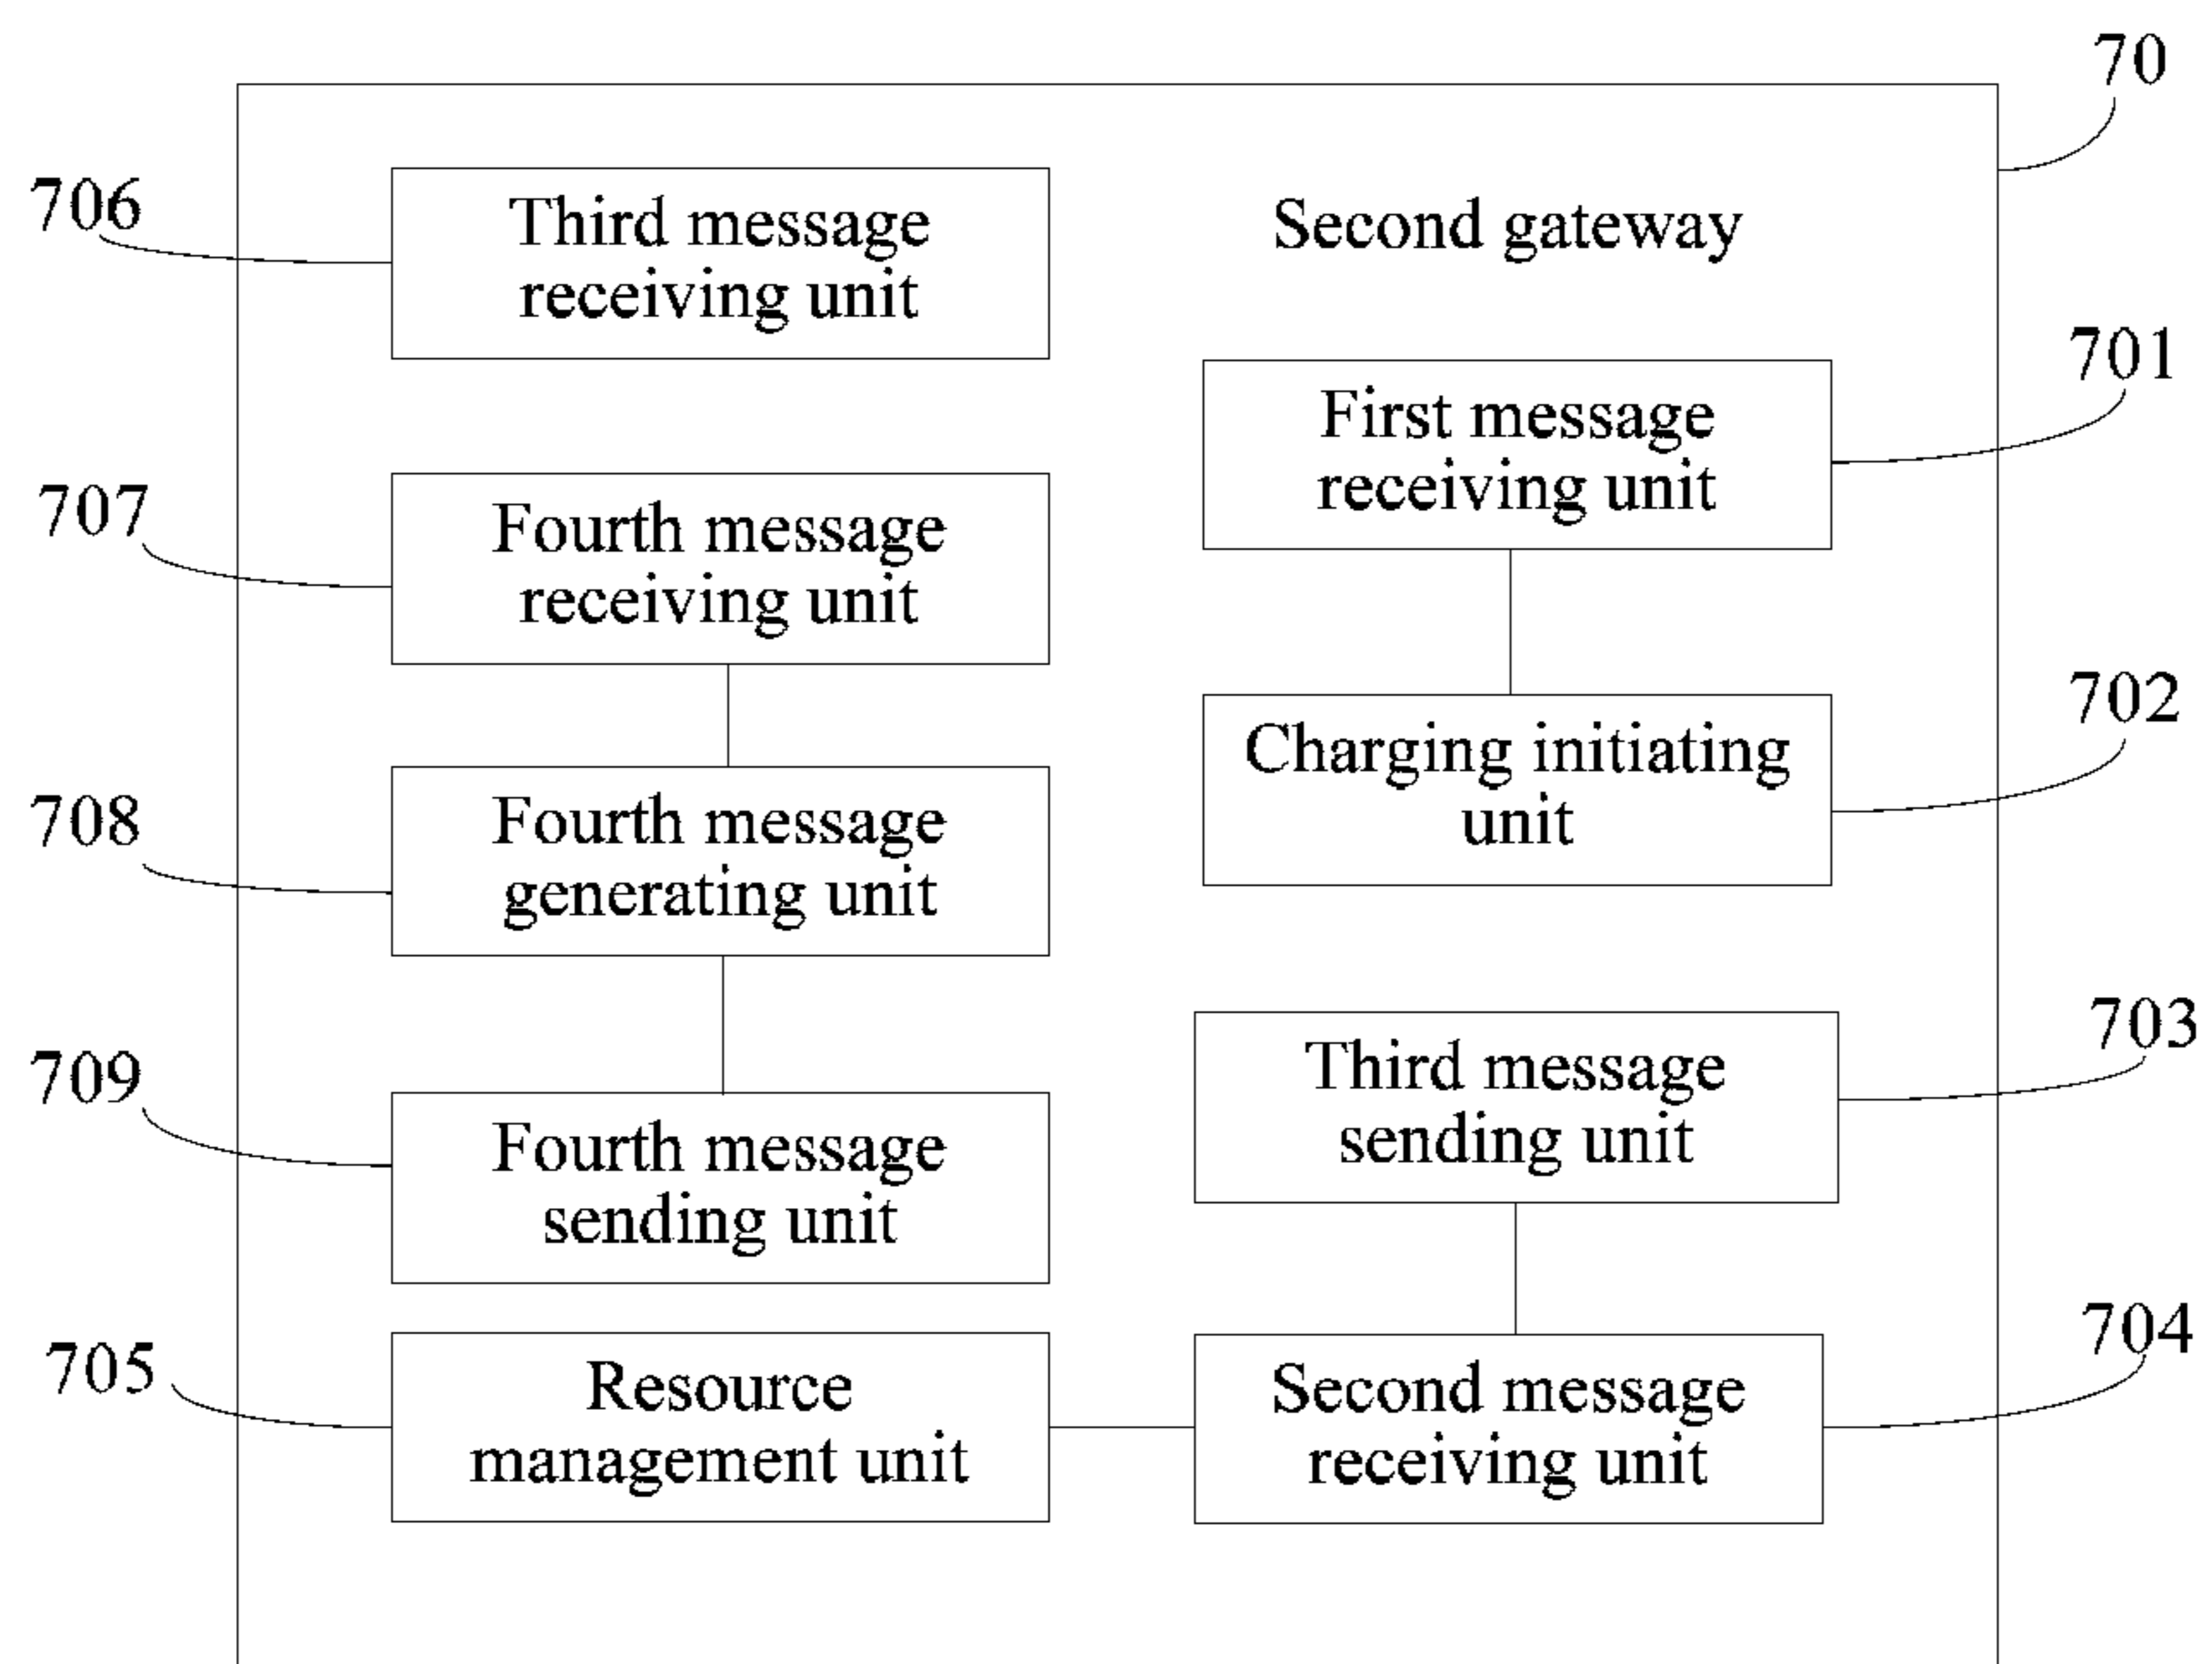 70
706
Third message
receiving unit
Second gateway
701
First message
receiving unit
707
Fourth message
receiving unit
702
Charging initiating
unit
708
Fourth message
generating unit
703
Third message
sending unit
709
Fourth message
sending unit
704
Second message
receiving unit
705
Resource
management unit